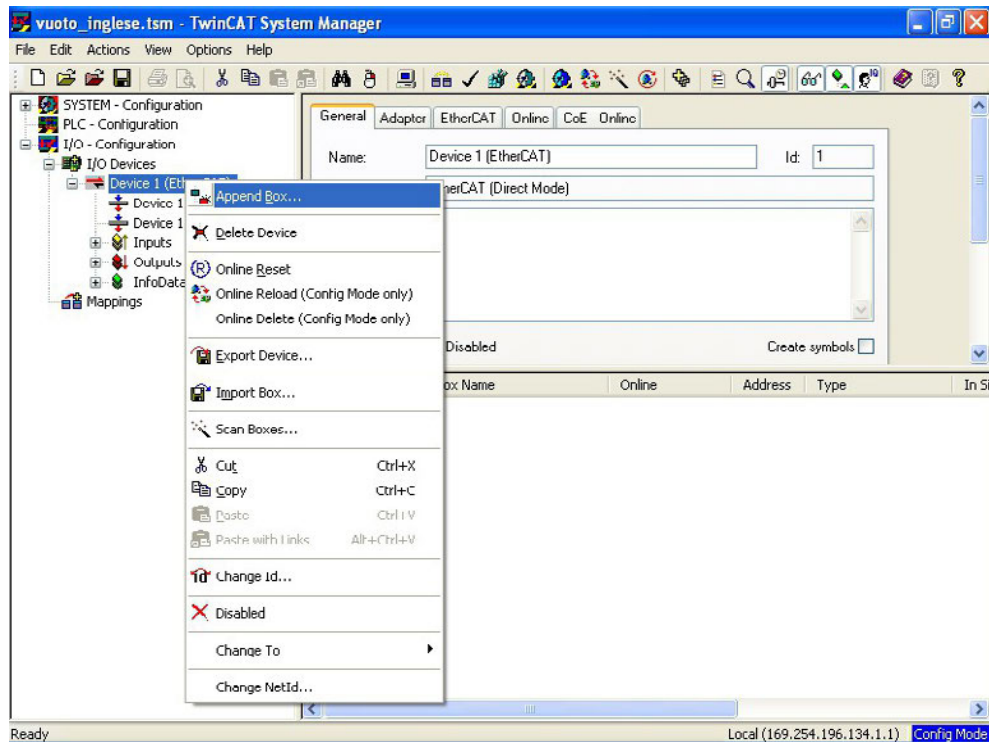 vuoto_inglese.tsm - TwinCAT System Manager
File Edit Actions View Options Help
SYSTEM - Configuration
PLC - Configuration
I/O - Configuration
I/O Devices
Device 1 (EtherCAT)
Device 1
Device 1
Inputs
Outputs
InfoData
Mappings
General Adapter EtherCAT Online CoE - Online
Name: Device 1 (EtherCAT) Id: 1
EtherCAT (Direct Mode)
Disabled Create symbols
Box Name Online Address Type In Si
Append Box...
Delete Device
Online Reset
Online Reload (Config Mode only)
Online Delete (Config Mode only)
Export Device...
Import Box...
Scan Boxes...
Cut Ctrl+X
Copy Ctrl+C
Paste Ctrl+V
Paste with Links Alt+Ctrl+V
Change Id...
Disabled
Change To
Change NetId...
Ready Local (169.254.196.134.1.1) Config Mode